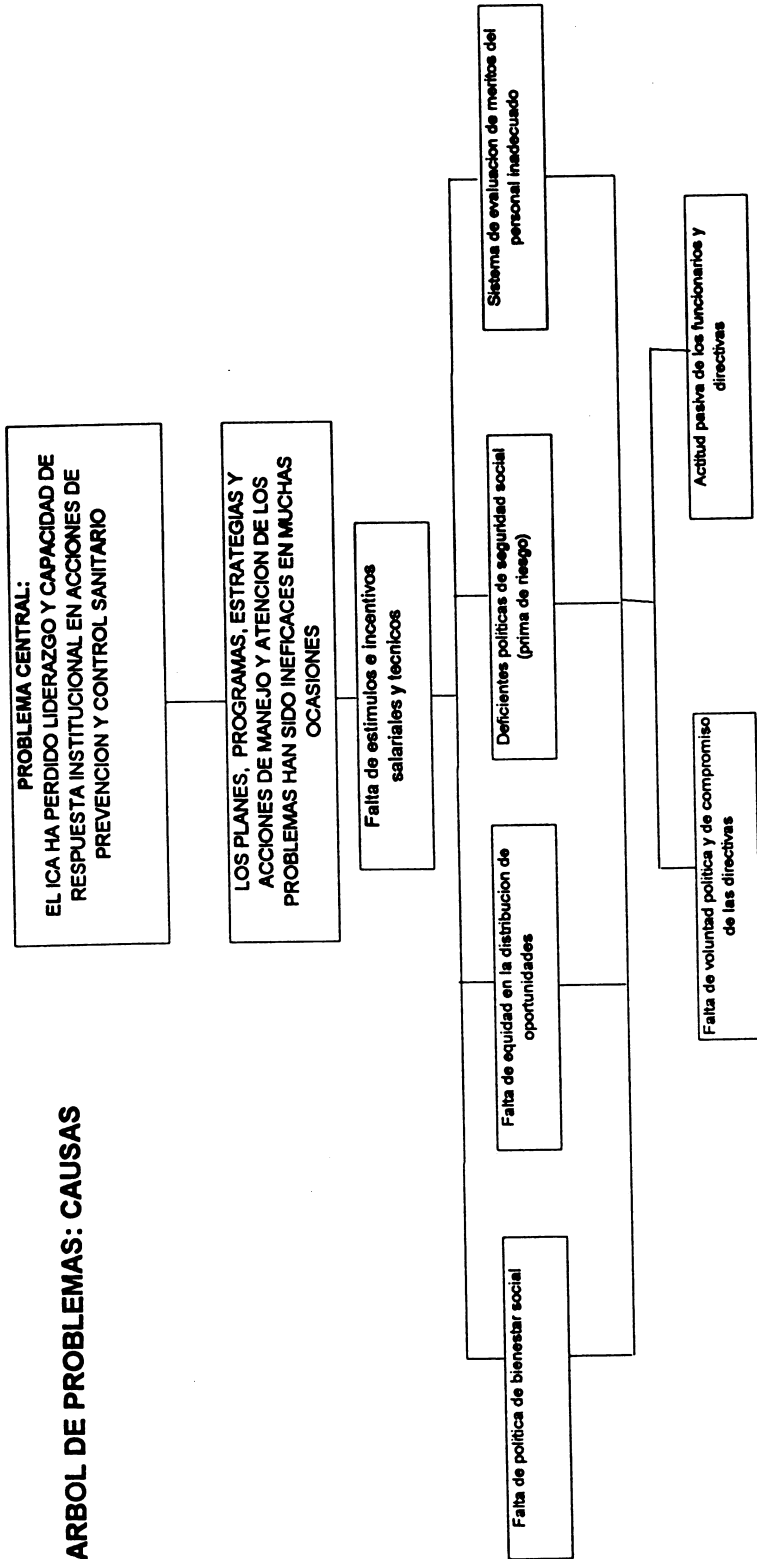 ARBOL DE PROBLEMAS: CAUSAS
PROBLEMA CENTRAL:
EL ICA HA PERDIDO LIDERAZGO Y CAPACIDAD DE
RESPUESTA INSTITUCIONAL EN ACCIONES DE
PREVENCION Y CONTROL SANITARIO
LOS PLANES, PROGRAMAS, ESTRATEGIAS Y
ACCIONES DE MANEJO Y ATENCION DE LOS
PROBLEMAS HAN SIDO INEFICACES EN MUCHAS
OCASIONES
Falta de estímulos e incentivos
salariales y tecnicos
Falta de política de bienestar social
Falta de equidad en la distribucion de
oportunidades
Deficientes políticas de seguridad social
(prima de riesgo)
Sistema de evaluacion de meritos del
personal inadecuado
Falta de voluntad política y de compromiso
de las directivas
Actitud pasiva de los funcionarios y
directivas